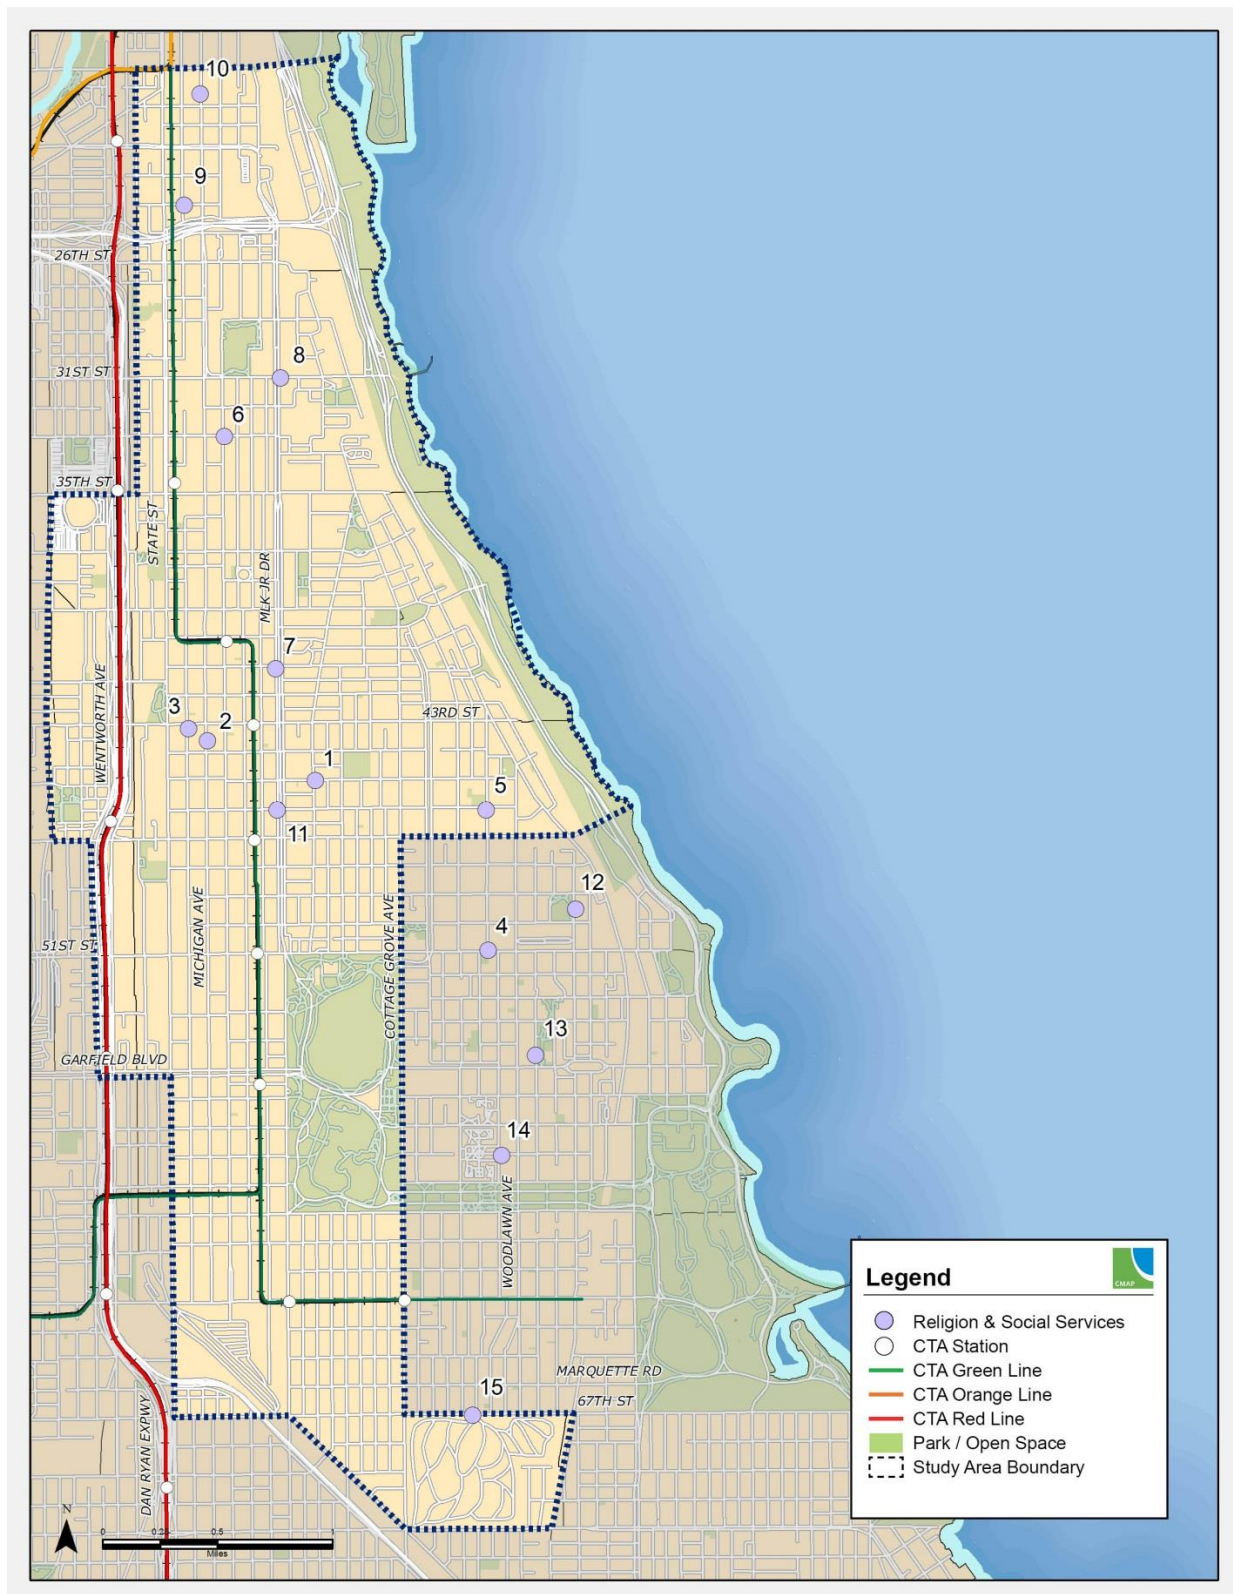 10
9
26TH ST
8
31ST ST
6
35TH ST
STATE ST
MLK JR DR
7
3
2
43RD ST
WENTWORTH AVE
1
5
11
12
MICHIGAN AVE
COTTAGE GROVE AVE
4
51ST ST
13
GARFIELD BLVD
14
WOODLAWN AVE
Legend
CMAP
Religion & Social Services
CTA Station
CTA Green Line
CTA Orange Line
CTA Red Line
Park / Open Space
Study Area Boundary
MARQUETTE RD
67TH ST
15
DAN RYAN EXPWY
N
0 0.25 0.5 1
Miles